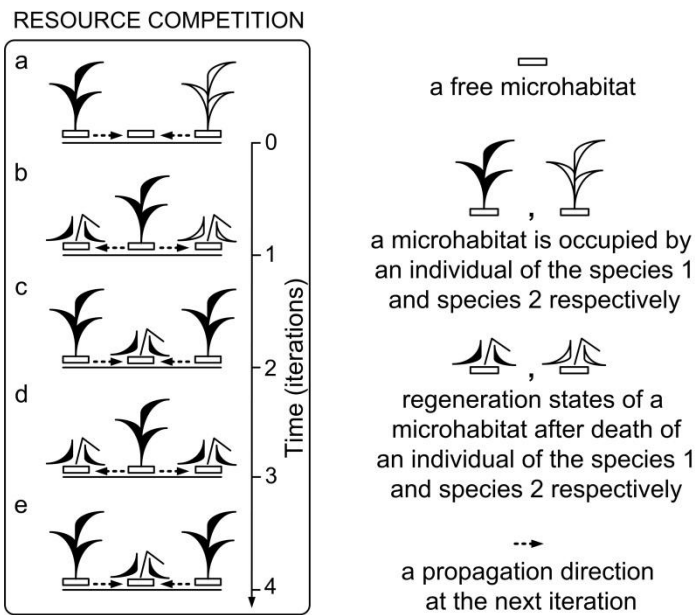 RESOURCE COMPETITION
a
0
b
1
c
2
d
3
e
4
Time (iterations)
a free microhabitat
,
a microhabitat is occupied by
an individual of the species 1
and species 2 respectively
,
regeneration states of a
microhabitat after death of
an individual of the species 1
and species 2 respectively
a propagation direction
at the next iteration